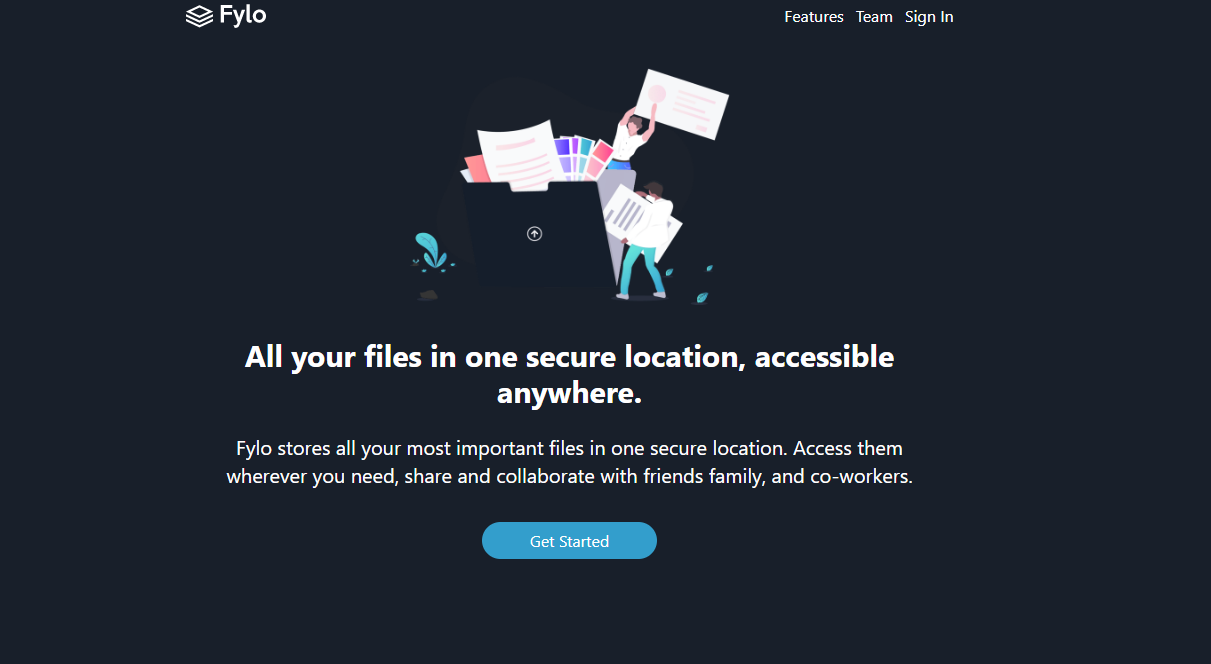 Fylo
Features Team Sign In
All your files in one secure location, accessible
anywhere.
Fylo stores all your most important files in one secure location. Access them
wherever you need, share and collaborate with friends family, and co-workers.
Get Started